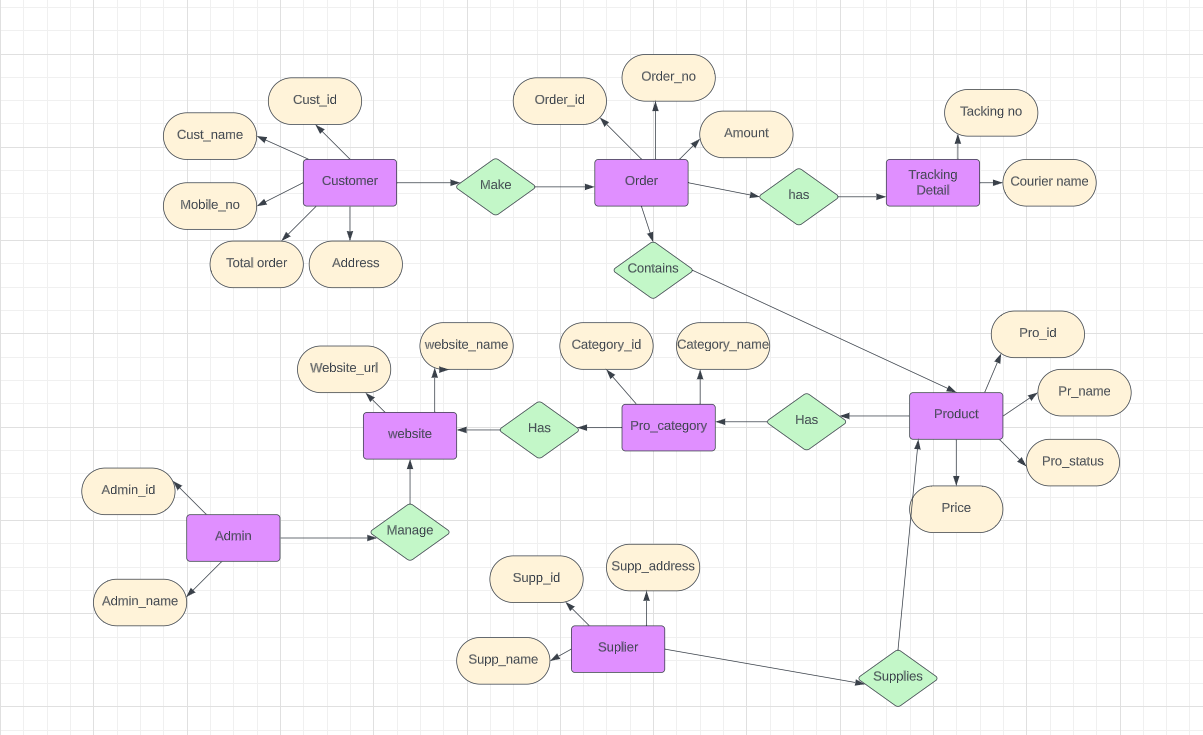 Order_no
Cust_id
Order_id
Tacking no
Cust_name
Amount
Customer
Make
Order
has
Tracking
Detail
Courier name
Mobile_no
Total order
Address
Contains
Pro_id
website_name
Category_id
Category_name
Website_url
Pr_name
website
Has
Pro_category
Has
Product
Pro_status
Admin_id
Price
Admin
Manage
Supp_id
Supp_address
Admin_name
Suplier
Supp_name
Supplies